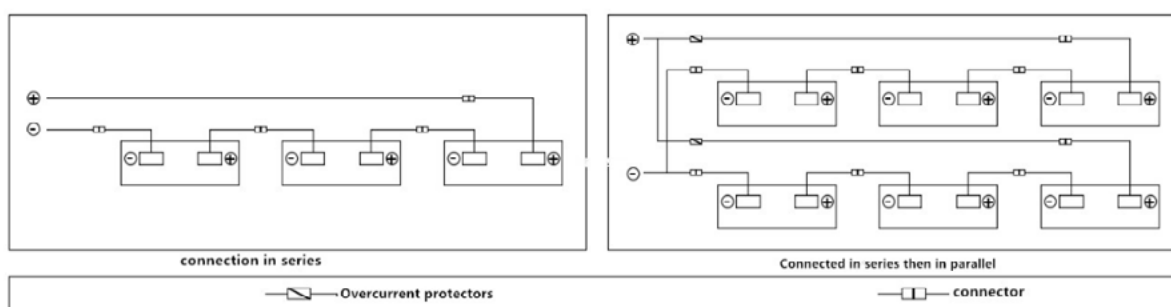 connection in series
Connected in series then in parallel
Overcurrent protectors
connector